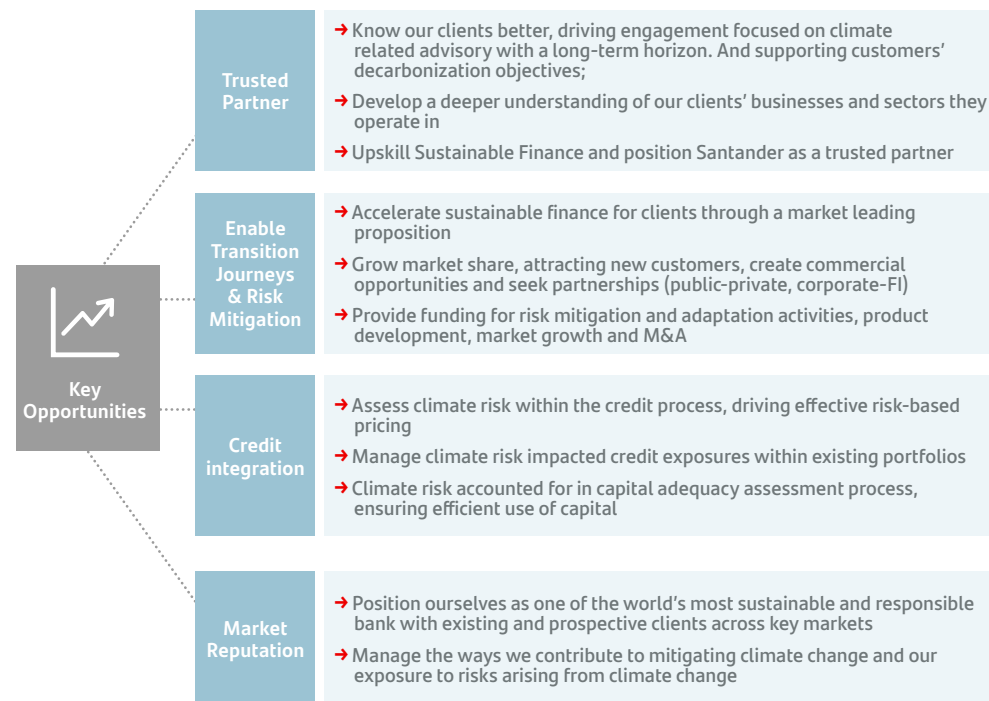 Key
Opportunities
Trusted
Partner
→ Know our clients better, driving engagement focused on climate
related advisory with a long-term horizon. And supporting customers’
decarbonization objectives;
→ Develop a deeper understanding of our clients’ businesses and sectors they
operate in
→ Upskill Sustainable Finance and position Santander as a trusted partner
Enable
Transition
Journeys
& Risk
Mitigation
→ Accelerate sustainable finance for clients through a market leading
proposition
→ Grow market share, attracting new customers, create commercial
opportunities and seek partnerships (public-private, corporate-FI)
→ Provide funding for risk mitigation and adaptation activities, product
development, market growth and M&A
Credit
integration
→ Assess climate risk within the credit process, driving effective risk-based
pricing
→ Manage climate risk impacted credit exposures within existing portfolios
→ Climate risk accounted for in capital adequacy assessment process,
ensuring efficient use of capital
Market
Reputation
→ Position ourselves as one of the world’s most sustainable and responsible
bank with existing and prospective clients across key markets
→ Manage the ways we contribute to mitigating climate change and our
exposure to risks arising from climate change